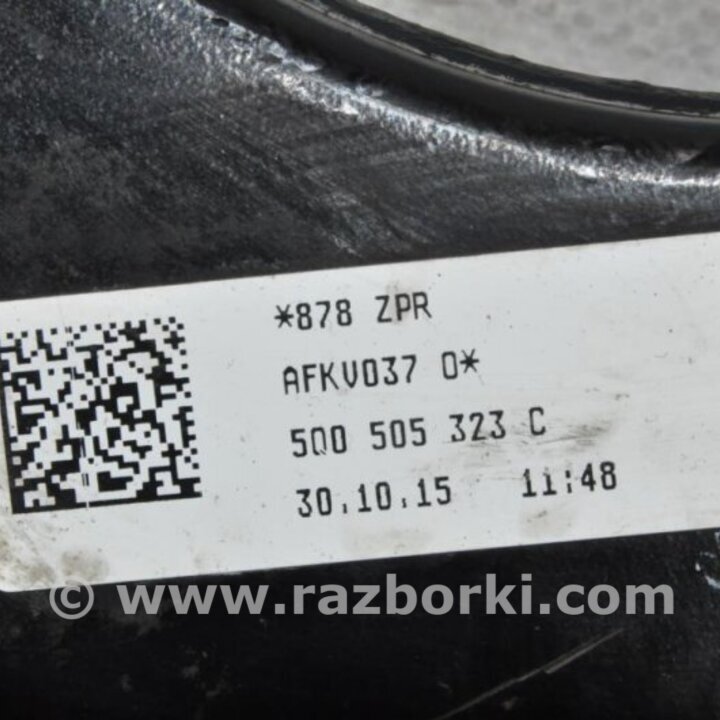 *878 ZPR
AFKV037 0*
5Q0 505 323 C
30.10.15 11:48
© www.razborki.com